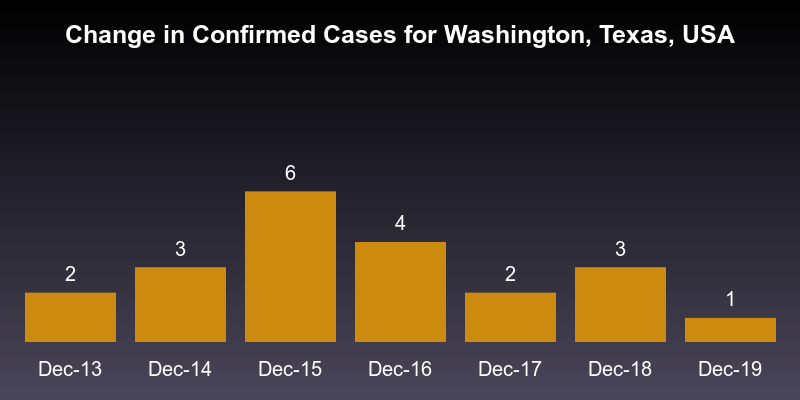 Change in Confirmed Cases for Washington, Texas, USA
2
3
6
4
2
3
1
Dec-13
Dec-14
Dec-15
Dec-16
Dec-17
Dec-18
Dec-19